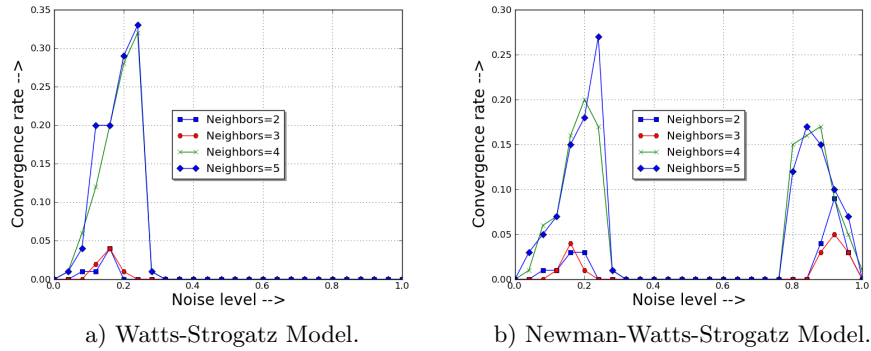 0.35
0.30
0.25
0.20
0.15
0.10
0.05
0.00
Convergence rate -->
Neighbors=2
Neighbors=3
Neighbors=4
Neighbors=5
0.0 0.2 0.4 0.6 0.8 1.0
Noise level -->
a) Watts-Strogatz Model.
0.30
0.25
0.20
0.15
0.10
0.05
0.00
Convergence rate -->
Neighbors=2
Neighbors=3
Neighbors=4
Neighbors=5
0.0 0.2 0.4 0.6 0.8 1.0
Noise level -->
b) Newman-Watts-Strogatz Model.